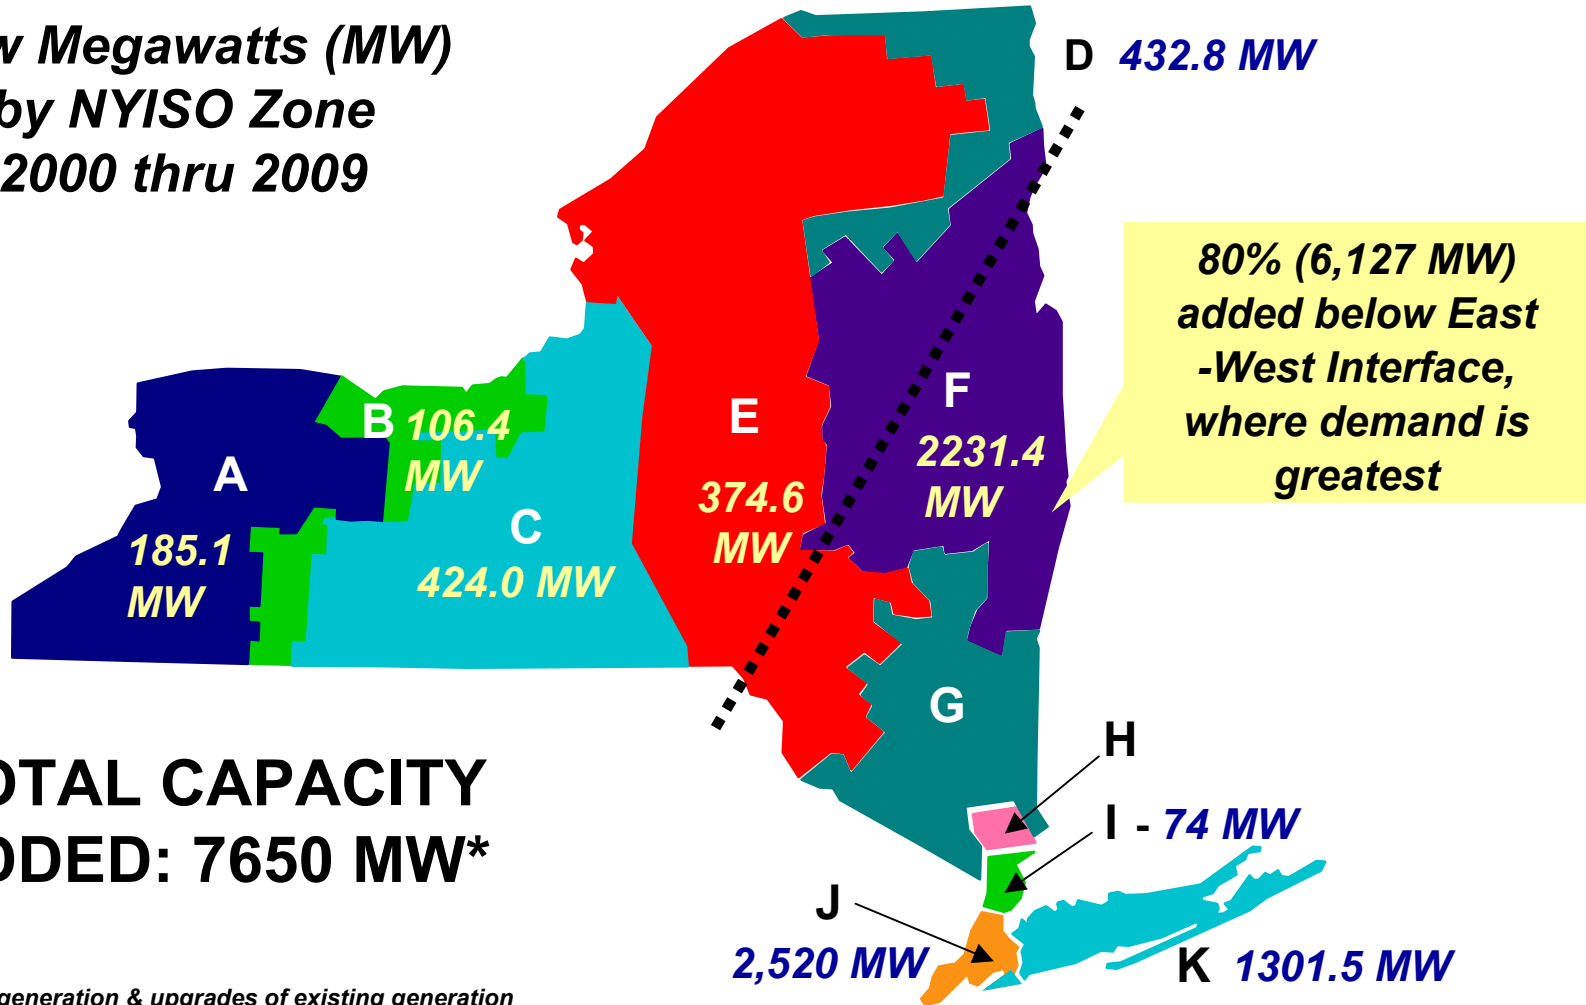 w Megawatts (MW)
by NYISO Zone
2000 thru 2009
D 432.8 MW
80% (6,127 MW)
added below East
-West Interface,
where demand is
greatest
B 106.4
MW
A
185.1
MW
C
424.0 MW
E
374.6
MW
F
2231.4
MW
G
H
I - 74 MW
J
2,520 MW
K 1301.5 MW
OTAL CAPACITY
DDED: 7650 MW*
generation & upgrades of existing generation